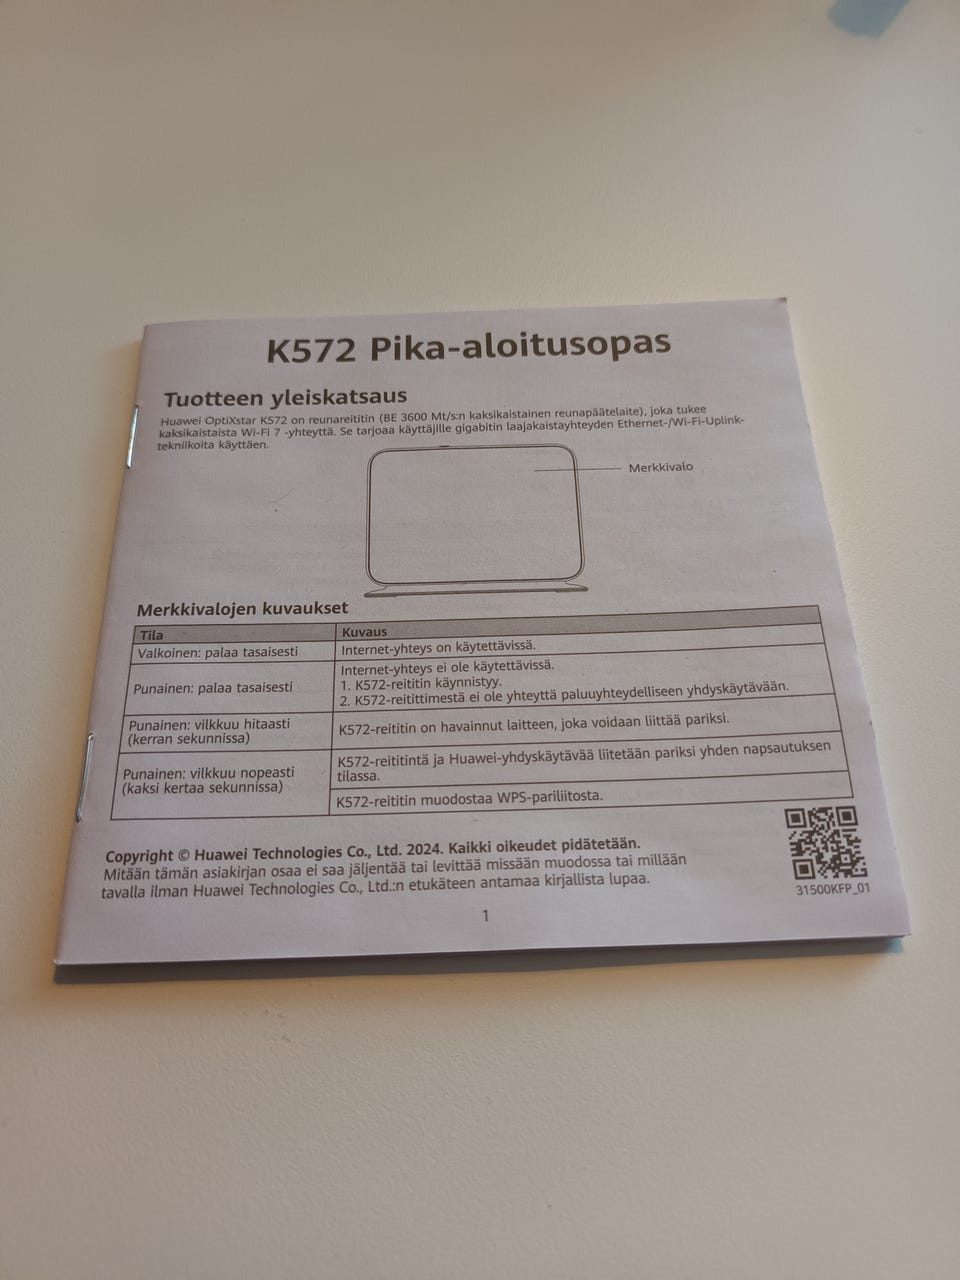 K572 Pika-aloitusopas
Tuotteen yleiskatsaus
Huawei OptiXstar K572 on reunareititin (BE 3600 Mt/s:n kaksikaistainen reunapäätelaite), joka tukee
kaksikaistaista Wi-Fi 7 -yhteyttä. Se tarjoaa käyttäjille gigabitin laajakaistayhteyden Ethernet-/Wi-Fi-Uplink-
tekniikoita käyttäen.
Merkkivalo
Merkkivalojen kuvaukset
Tila Kuvaus
Valkoinen: palaa tasaisesti Internet-yhteys on käytettävissä.
Punainen: palaa tasaisesti
Internet-yhteys ei ole käytettävissä.
1. K572-reititin käynnistyy.
2. K572-reitittimestä ei ole yhteyttä paluuyhteydelliseen yhdyskäytävään.
Punainen: vilkkuu hitaasti
(kerran sekunnissa)
K572-reititin on havainnut laitteen, joka voidaan liittää pariksi.
Punainen: vilkkuu nopeasti
(kaksi kertaa sekunnissa)
K572-reititintä ja Huawei-yhdyskäytävää liitetään pariksi yhden napsautuksen
tilassa.
K572-reititin muodostaa WPS-pariliitosta.
Copyright © Huawei Technologies Co., Ltd. 2024. Kaikki oikeudet pidätetään.
Mitään tämän asiakirjan osaa ei saa jäljentää tai levittää missään muodossa tai millään
tavalla ilman Huawei Technologies Co., Ltd.:n etukäteen antamaa kirjallista lupaa.
31500KFP_01
1